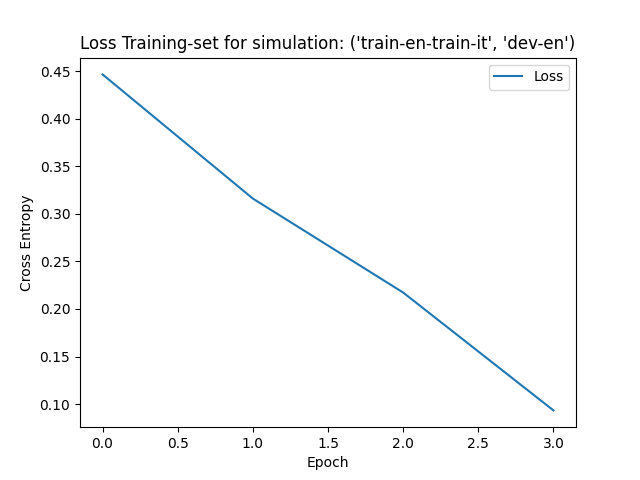 Loss Training-set for simulation: ('train-en-train-it', 'dev-en')
Loss
0.45
0.40
0.35
0.30
0.25
0.20
0.15
0.10
Cross Entropy
0.0 0.5 1.0 1.5 2.0 2.5 3.0
Epoch